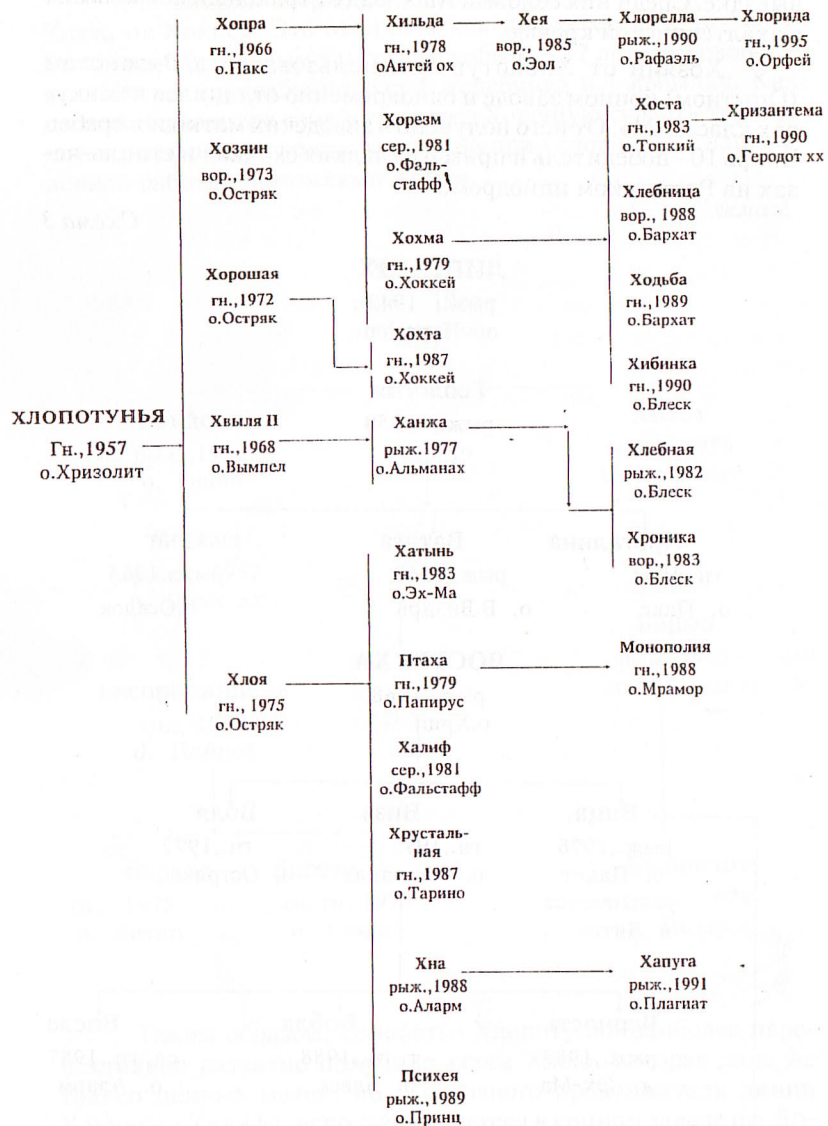 Хопра
гн., 1966
о.Пакс
Хильда
гн., 1978
оАнтей ох
Хея
вор., 1985
о.Эол
Хлорелла
рыж., 1990
о.Рафаэль
Хлорида
гн., 1995
о.Орфей
Хозяин
вор., 1973
о.Остряк
Хорезм
сер., 1981
о.Фаль-
стафф
Хоста
гн., 1983
о.Топкий
Хризантема
гн., 1990
о.Геродот хх
Хохма
гн., 1979
о.Хоккей
Хлебница
вор., 1988
о.Бархат
Хорошая
гн., 1972
о.Остряк
Ходьба
гн., 1989
о.Бархат
Хохта
гн., 1987
о.Хоккей
Хибинка
гн., 1990
о.Блеск
ХЛОПОТУНЬЯ
Гн., 1957
о.Хризолит
Хвыля II
гн., 1968
о.Вымпел
Ханжа
рыж.1977
о.Альманах
Хлебная
рыж., 1982
о.Блеск
Хроника
вор., 1983
о.Блеск
Хатынь
гн., 1983
о.Эх-Ма
Хлоя
гн., 1975
о.Остряк
Птаха
гн., 1979
о.Папирус
Монополия
гн., 1988
о.Мрамор
Халиф
сер., 1981
о.Фальстафф
Хрусталь-
ная
гн., 1987
о.Тарино
Хна
рыж., 1988
о.Аларм
Хапуга
рыж., 1991
о.Плагиат
Психея
рыж., 1989
о.Принц